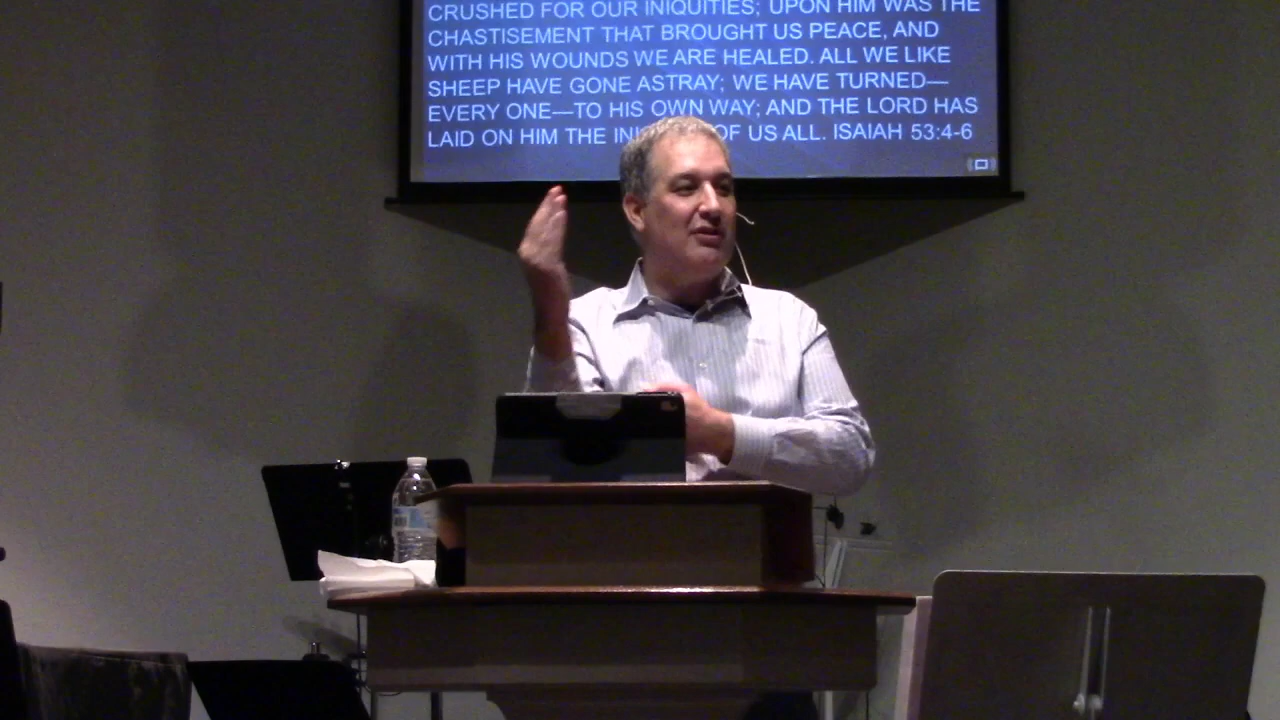 CRUSHED FOR OUR INIQUITIES; UPON HIM WAS THE
CHASTISEMENT THAT BROUGHT US PEACE, AND
WITH HIS WOUNDS WE ARE HEALED. ALL WE LIKE
SHEEP HAVE GONE ASTRAY; WE HAVE TURNED—
EVERY ONE—TO HIS OWN WAY; AND THE LORD HAS
LAID ON HIM THE OF US ALL. ISAIAH 53:4-6